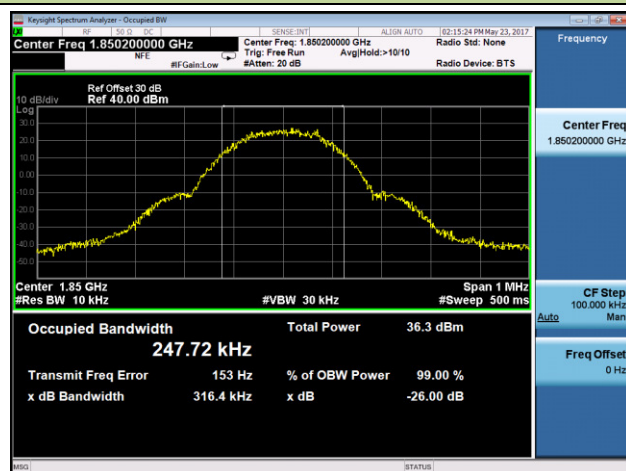 Keysight Spectrum Analyzer - Occupied BW
RF 50 Ω DC SENSE:INT ALIGN AUTO 02:15:24 PM May 23, 2017
Center Freq 1.850200000 GHz Center Freq: 1.850200000 GHz Radio Std: None Frequency
NFE Trig: Free Run Avg|Hold:>10/10
#IFGain:Low #Atten: 20 dB Radio Device: BTS
Ref Offset 30 dB
10 dB/div Ref 40.00 dBm
Log
30.0
20.0
10.0
0.00
-10.0
-20.0
-30.0
-40.0
-50.0
Center Freq
1.850200000 GHz
Center 1.85 GHz Span 1 MHz
#Res BW 10 kHz #VBW 30 kHz #Sweep 500 ms
CF Step
100.000 kHz
Auto Man
Occupied Bandwidth Total Power 36.3 dBm
247.72 kHz
Transmit Freq Error 153 Hz % of OBW Power 99.00 %
x dB Bandwidth 316.4 kHz x dB -26.00 dB
Freq Offset
0 Hz
MSG STATUS